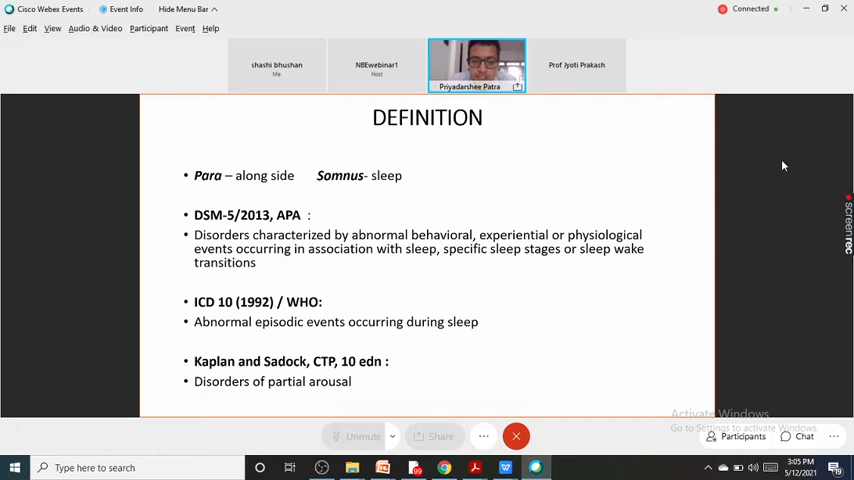 Cisco Webex Events Event Info Hide Menu Bar Connected
File Edit View Audio & Video Participant Event Help
shashi bhushan
Me
NBEwebinar1
Host
Priyadarshee Patra
Prof Jyoti Prakash
DEFINITION
• Para – along side Somnus- sleep
• DSM-5/2013, APA :
• Disorders characterized by abnormal behavioral, experiential or physiological
events occurring in association with sleep, specific sleep stages or sleep wake
transitions
• ICD 10 (1992) / WHO:
• Abnormal episodic events occurring during sleep
• Kaplan and Sadock, CTP, 10 edn :
• Disorders of partial arousal
screenrec
Activate Windows
Go to Settings to activate Windows.
Unmute Share Participants Chat
Type here to search
99
3:05 PM
5/12/2021
19